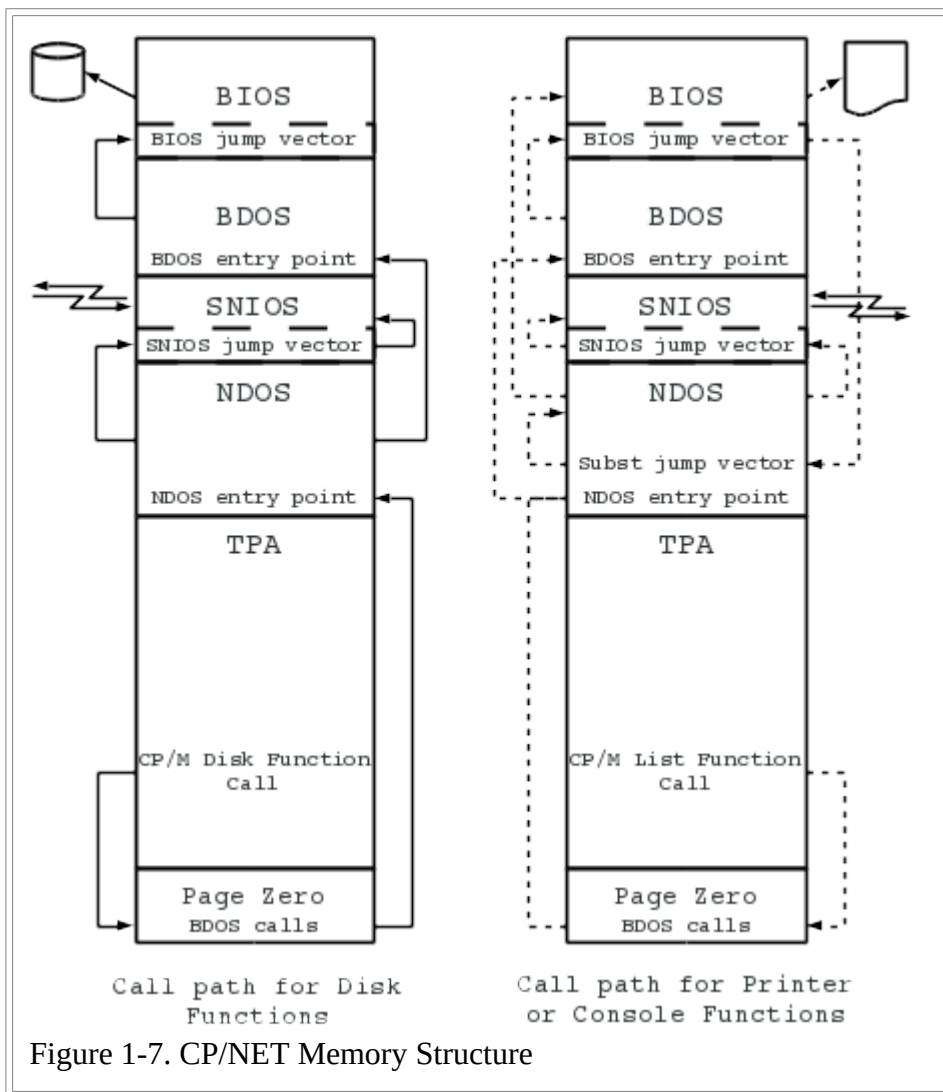 BIOS
BIOS jump vector
BDOS
BDOS entry point
SNIOS
SNIOS jump vector
NDOS
NDOS entry point
TPA
CP/M Disk Function
Call
Page Zero
BDOS calls
Call path for Disk
Functions
BIOS
BIOS jump vector
BDOS
BDOS entry point
SNIOS
SNIOS jump vector
NDOS
Subst jump vector
NDOS entry point
TPA
CP/M List Function
Call
Page Zero
BDOS calls
Call path for Printer
or Console Functions
Figure 1-7. CP/NET Memory Structure